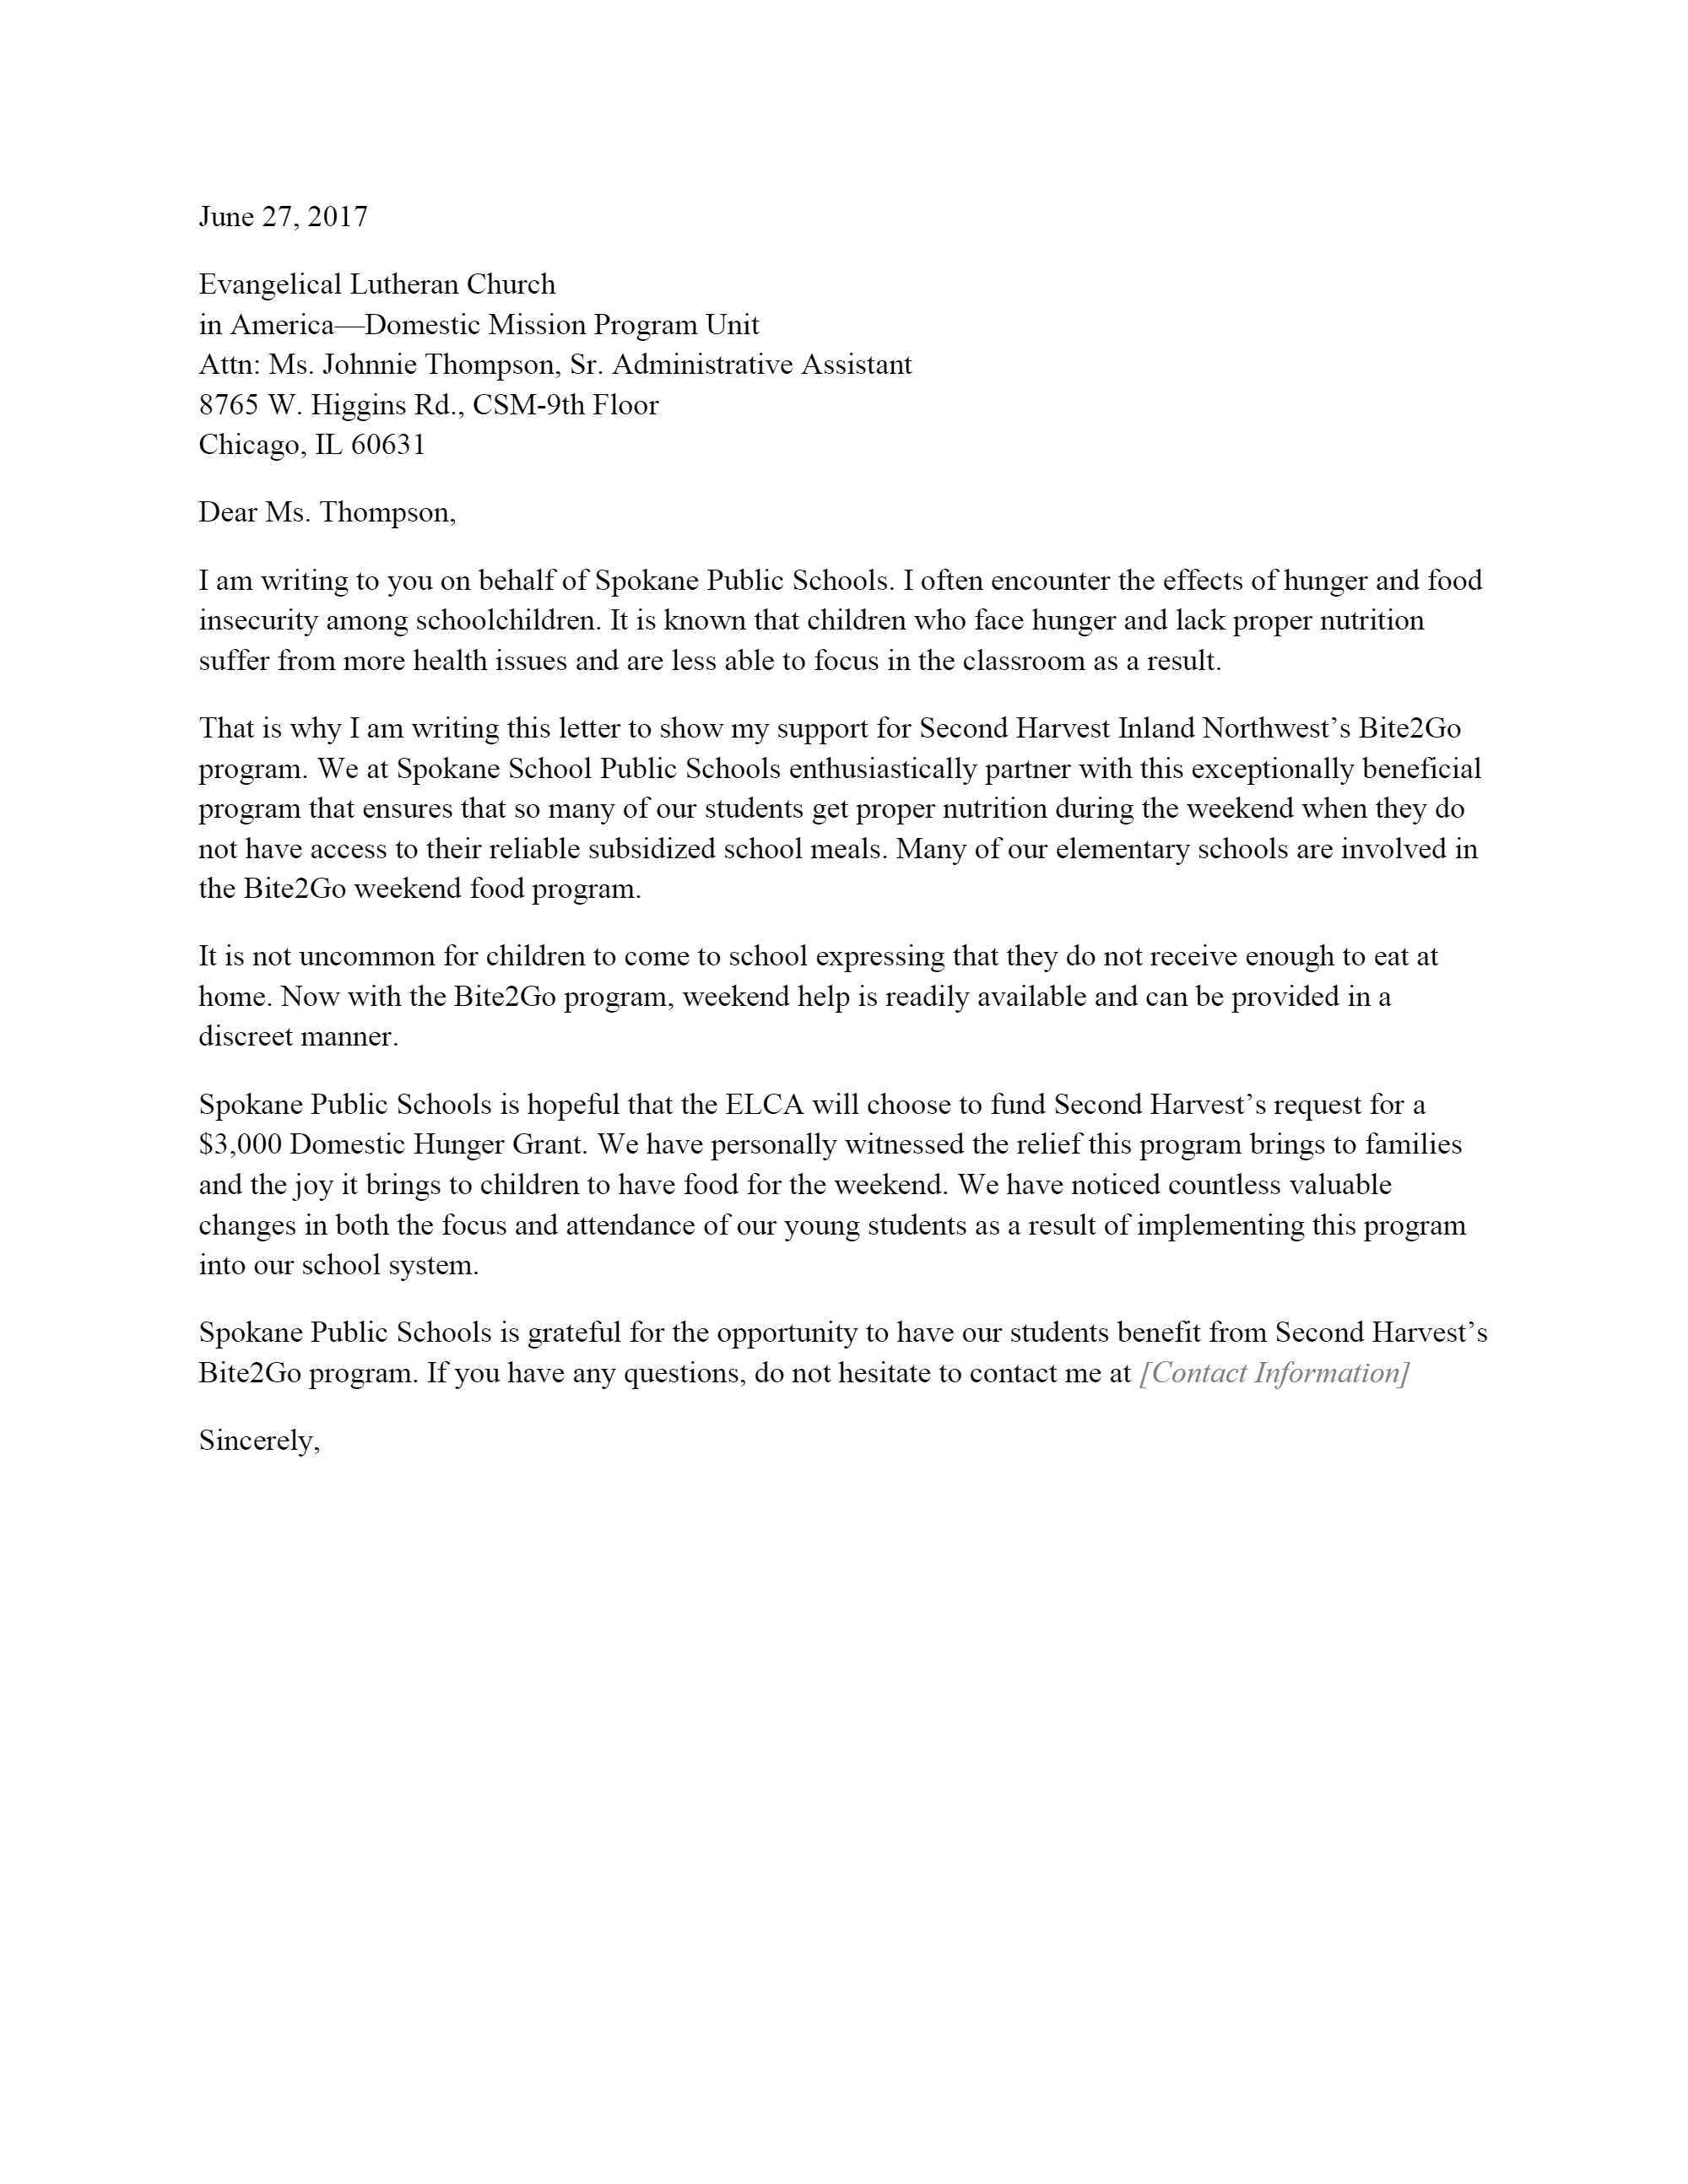 June 27, 2017
Evangelical Lutheran Church
in America—Domestic Mission Program Unit
Attn: Ms. Johnnie Thompson, Sr. Administrative Assistant
8765 W. Higgins Rd., CSM-9th Floor
Chicago, IL 60631
Dear Ms. Thompson,
I am writing to you on behalf of Spokane Public Schools. I often encounter the effects of hunger and food
insecurity among schoolchildren. It is known that children who face hunger and lack proper nutrition
suffer from more health issues and are less able to focus in the classroom as a result.
That is why I am writing this letter to show my support for Second Harvest Inland Northwest’s Bite2Go
program. We at Spokane School Public Schools enthusiastically partner with this exceptionally beneficial
program that ensures that so many of our students get proper nutrition during the weekend when they do
not have access to their reliable subsidized school meals. Many of our elementary schools are involved in
the Bite2Go weekend food program.
It is not uncommon for children to come to school expressing that they do not receive enough to eat at
home. Now with the Bite2Go program, weekend help is readily available and can be provided in a
discreet manner.
Spokane Public Schools is hopeful that the ELCA will choose to fund Second Harvest’s request for a
$3,000 Domestic Hunger Grant. We have personally witnessed the relief this program brings to families
and the joy it brings to children to have food for the weekend. We have noticed countless valuable
changes in both the focus and attendance of our young students as a result of implementing this program
into our school system.
Spokane Public Schools is grateful for the opportunity to have our students benefit from Second Harvest’s
Bite2Go program. If you have any questions, do not hesitate to contact me at [Contact Information]
Sincerely,